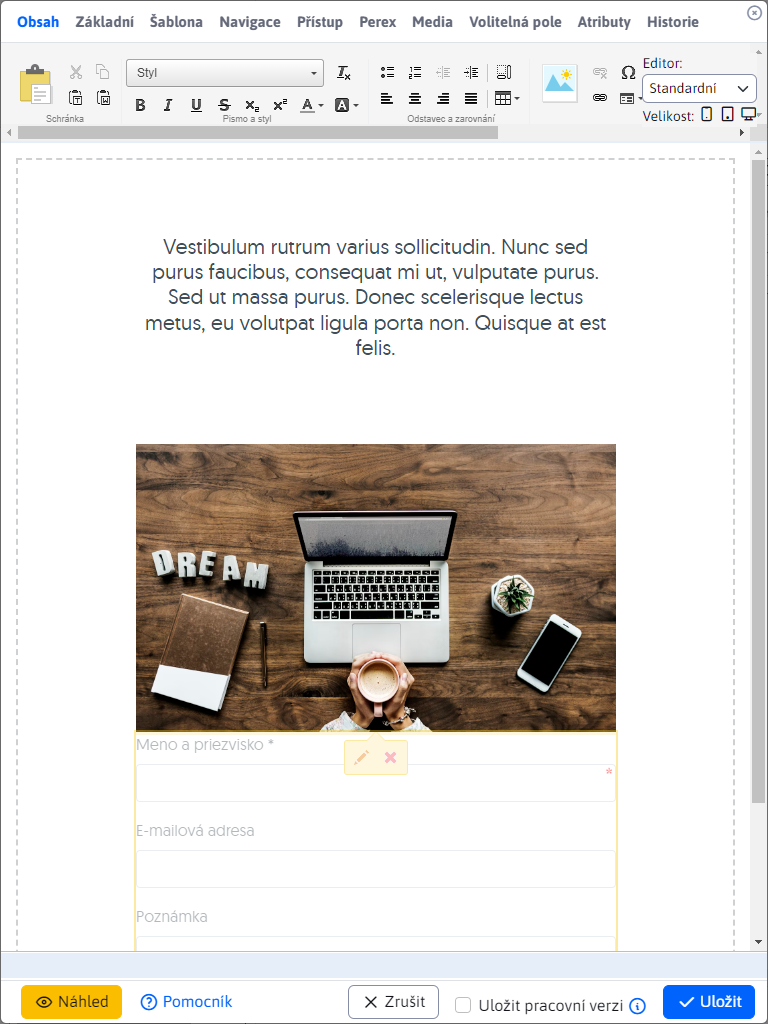 Obsah Základní Šablona Navigace Přístup Perex Media Volitelná pole Atributy Historie
Styl
Editor:
Standardní
Velikost:
B I U S x₂ x² A A
Schránka Písmo a styl Odstavec a zarovnání
Vestibulum rutrum varius sollicitudin. Nunc sed
purus faucibus, consequat mi ut, vulputate purus.
Sed ut massa purus. Donec scelerisque lectus
metus, eu volutpat ligula porta non. Quisque at est
felis.
DREAM
Meno a priezvisko *
*
E-mailová adresa
Poznámka
Náhled Pomocník Zrušit Uložit pracovní verzi Uložit